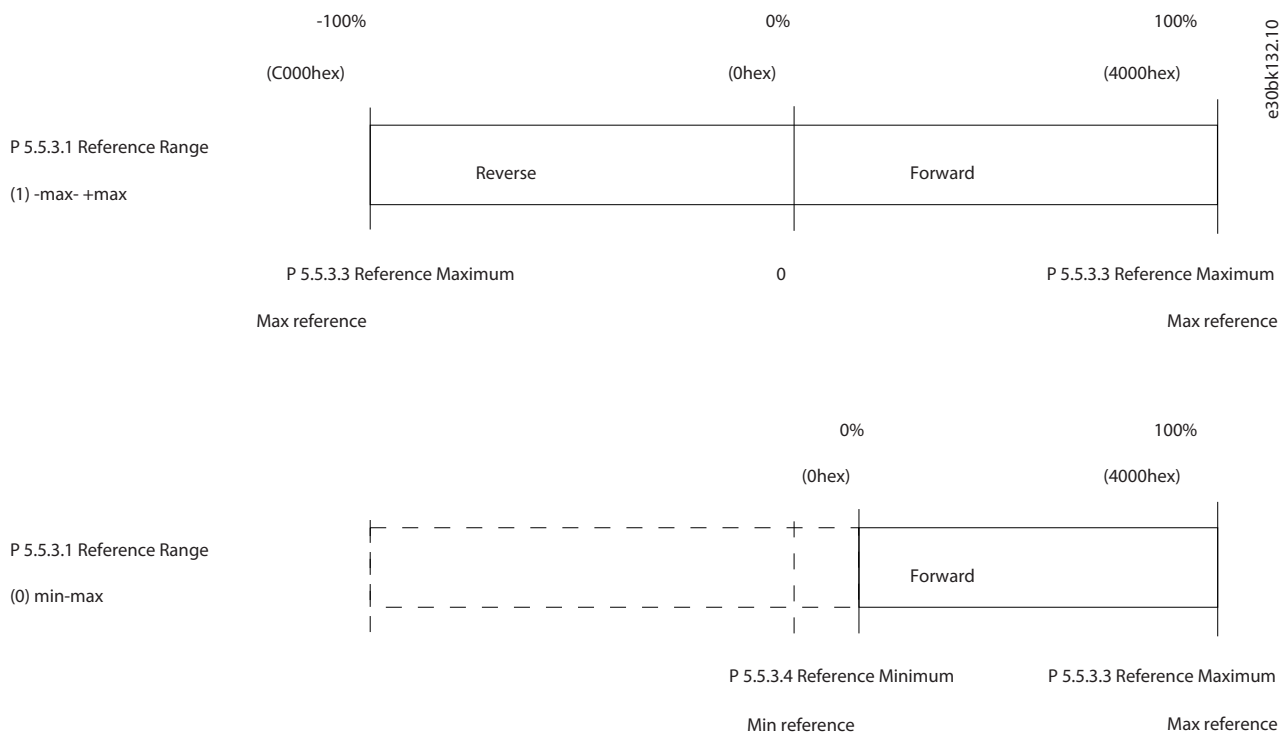 -100% 0% 100%
(C000hex) (0hex) (4000hex)
e30bk132.10
P 5.5.3.1 Reference Range
(1) -max- +max
Reverse Forward
P 5.5.3.3 Reference Maximum 0 P 5.5.3.3 Reference Maximum
Max reference Max reference
0% 100%
(0hex) (4000hex)
P 5.5.3.1 Reference Range
(0) min-max
Forward
P 5.5.3.4 Reference Minimum P 5.5.3.3 Reference Maximum
Min reference Max reference